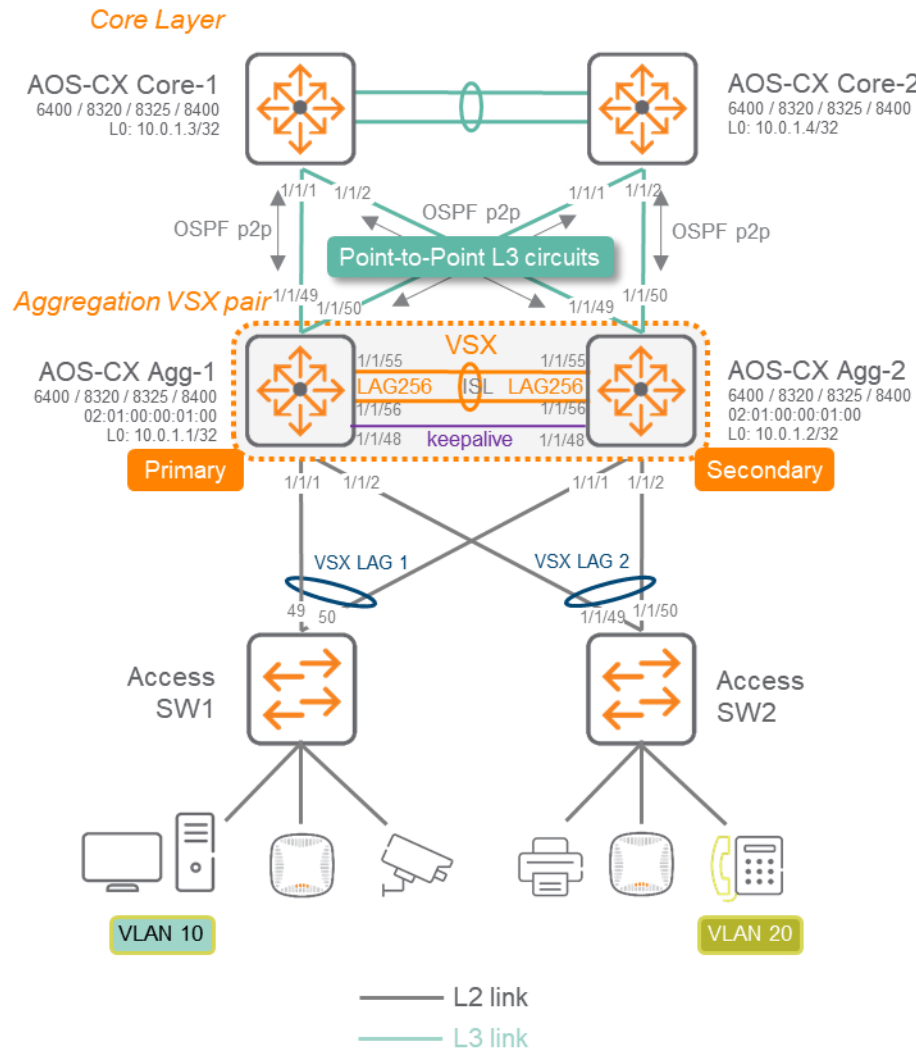 Core Layer
AOS-CX Core-1
6400 / 8320 / 8325 / 8400
L0: 10.0.1.3/32
AOS-CX Core-2
6400 / 8320 / 8325 / 8400
L0: 10.0.1.4/32
1/1/1
1/1/2
1/1/1
1/1/2
OSPF p2p
OSPF p2p
OSPF p2p
Point-to-Point L3 circuits
Aggregation VSX pair
1/1/49
1/1/50
1/1/49
1/1/50
VSX
AOS-CX Agg-1
6400 / 8320 / 8325 / 8400
02:01:00:00:01:00
L0: 10.0.1.1/32
1/1/55
1/1/55
LAG256
ISL
LAG256
1/1/56
1/1/56
1/1/48
keepalive
1/1/48
AOS-CX Agg-2
6400 / 8320 / 8325 / 8400
02:01:00:00:01:00
L0: 10.0.1.2/32
Primary
Secondary
1/1/1
1/1/2
1/1/1
1/1/2
VSX LAG 1
VSX LAG 2
49
50
1/1/49
1/1/50
Access
SW1
Access
SW2
VLAN 10
VLAN 20
L2 link
L3 link